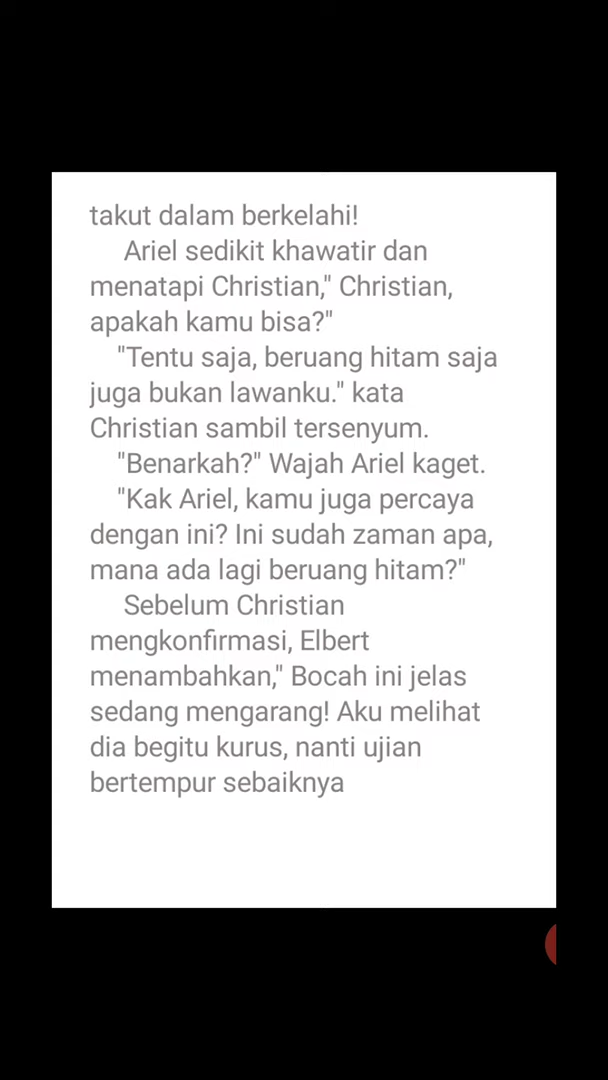 takut dalam berkelahi!
Ariel sedikit khawatir dan
menatapi Christian," Christian,
apakah kamu bisa?"
"Tentu saja, beruang hitam saja
juga bukan lawanku." kata
Christian sambil tersenyum.
"Benarkah?" Wajah Ariel kaget.
"Kak Ariel, kamu juga percaya
dengan ini? Ini sudah zaman apa,
mana ada lagi beruang hitam?"
Sebelum Christian
mengkonfirmasi, Elbert
menambahkan," Bocah ini jelas
sedang mengarang! Aku melihat
dia begitu kurus, nanti ujian
bertempur sebaiknya